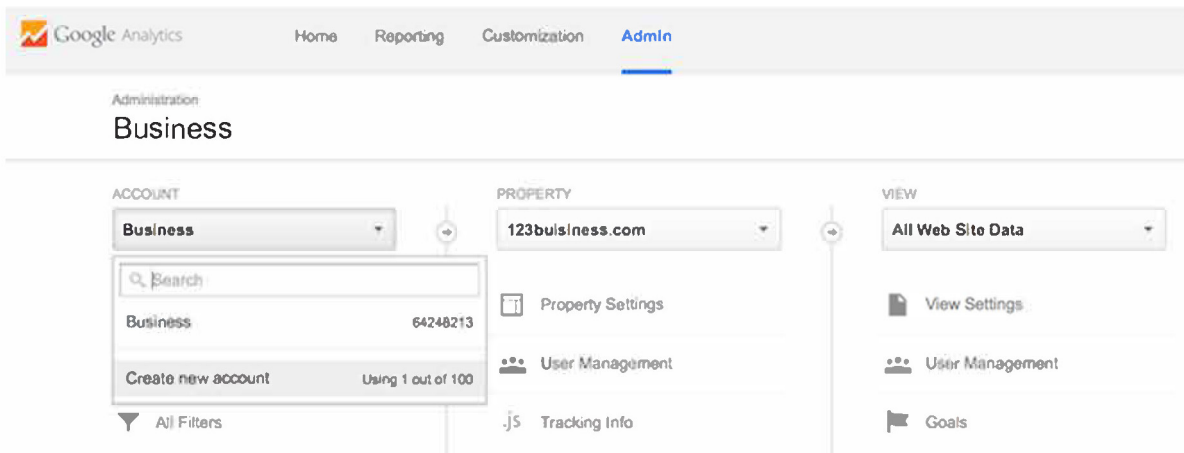 Google Analytics Home Reporting Customization Admin
Administration
Business
ACCOUNT PROPERTY VIEW
Business 123buisiness.com All Web Site Data
Search
Property Settings View Settings
Business 64248213
User Management User Management
Create new account Using 1 out of 100
All Filters .js Tracking Info Goals